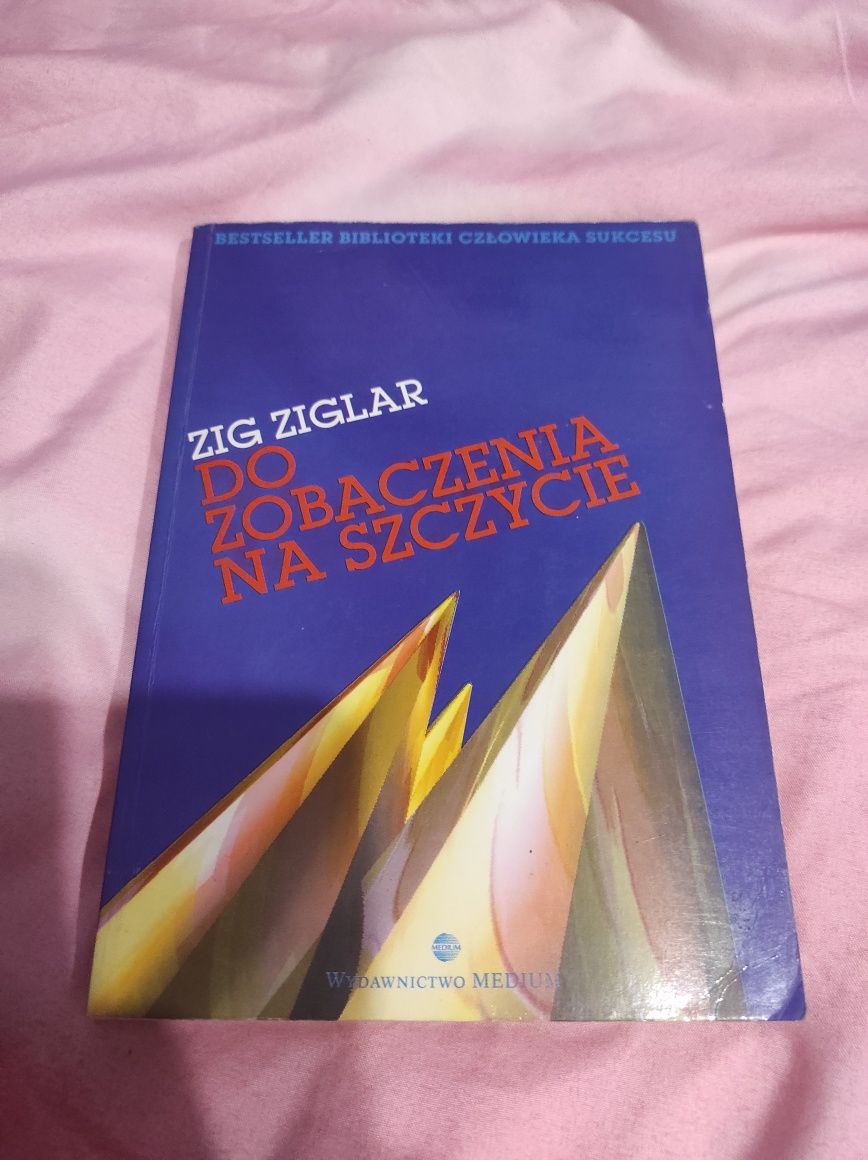 BESTSELLER BIBLIOTEKI CZŁOWIEKA SUKCESU
ZIG ZIGLAR
DO
ZOBACZENIA
NA SZCZYCIE
MEDIUM
WYDAWNICTWO MEDIUM